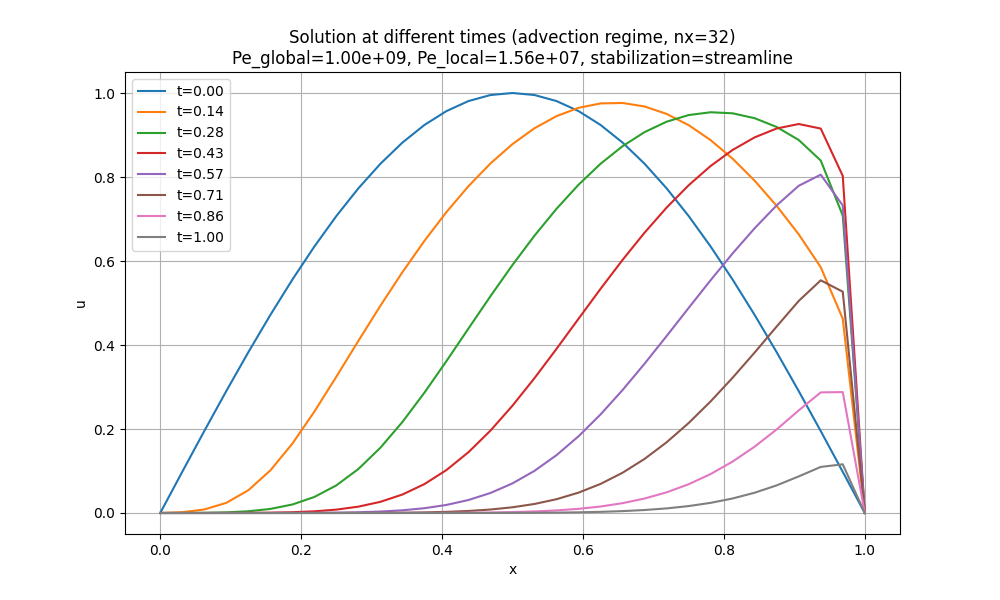 Solution at different times (advection regime, nx=32)
Pe_global=1.00e+09, Pe_local=1.56e+07, stabilization=streamline
t=0.00
t=0.14
t=0.28
t=0.43
t=0.57
t=0.71
t=0.86
t=1.00
1.0
0.8
0.6
0.4
0.2
0.0
u
0.0 0.2 0.4 0.6 0.8 1.0
x